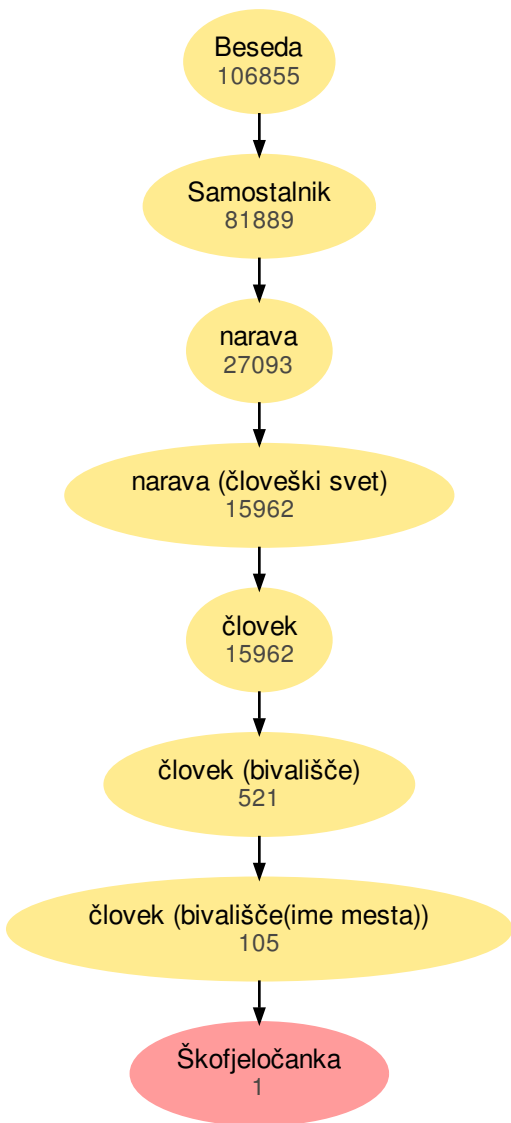 Beseda
106855
Samostalnik
81889
narava
27093
narava (človeški svet)
15962
človek
15962
človek (bivališče)
521
človek (bivališče(ime mesta))
105
Škofjeločanka
1